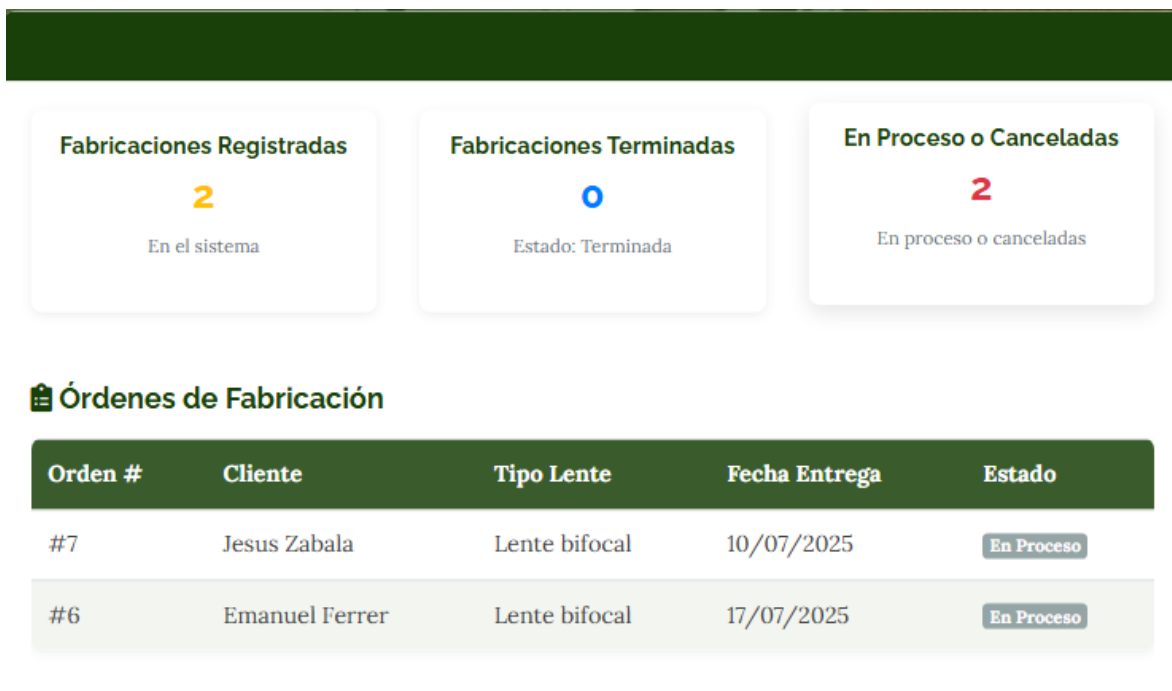 Fabricaciones Registradas
2
En el sistema
Fabricaciones Terminadas
0
Estado: Terminada
En Proceso o Canceladas
2
En proceso o canceladas
Órdenes de Fabricación
Orden # Cliente Tipo Lente Fecha Entrega Estado
#7 Jesus Zabala Lente bifocal 10/07/2025 En Proceso
#6 Emanuel Ferrer Lente bifocal 17/07/2025 En Proceso